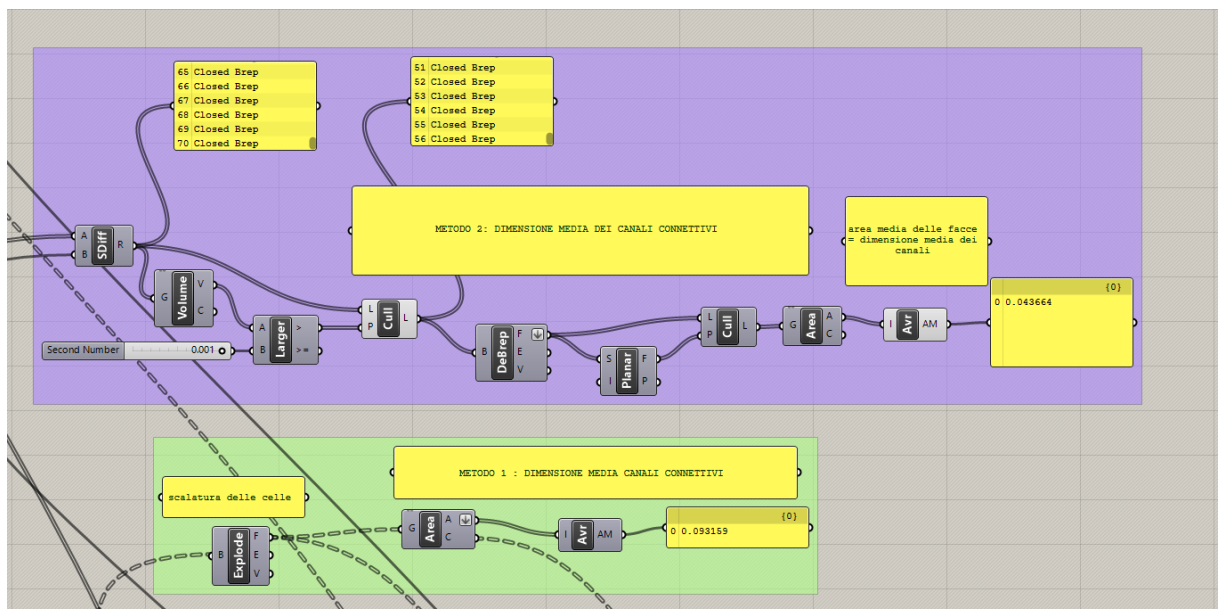 65 Closed Brep
66 Closed Brep
67 Closed Brep
68 Closed Brep
69 Closed Brep
70 Closed Brep
51 Closed Brep
52 Closed Brep
53 Closed Brep
54 Closed Brep
55 Closed Brep
56 Closed Brep
METODO 2: DIMENSIONE MEDIA DEI CANALI CONNETTIVI
area media delle facce
= dimensione media dei
canali
A
B
SDiff
R
G
Volume
V
C
Second Number
0.001
A
B
Larger
>
>=
L
P
Cull
L
B
DeBrep
F
E
V
S
I
Planar
F
P
L
P
Cull
L
G
Area
A
C
I
Avr
AM
{0}
0 0.043664
METODO 1 : DIMENSIONE MEDIA CANALI CONNETTIVI
scalatura delle celle
B
Explode
F
E
V
G
Area
A
C
I
Avr
AM
{0}
0 0.093159